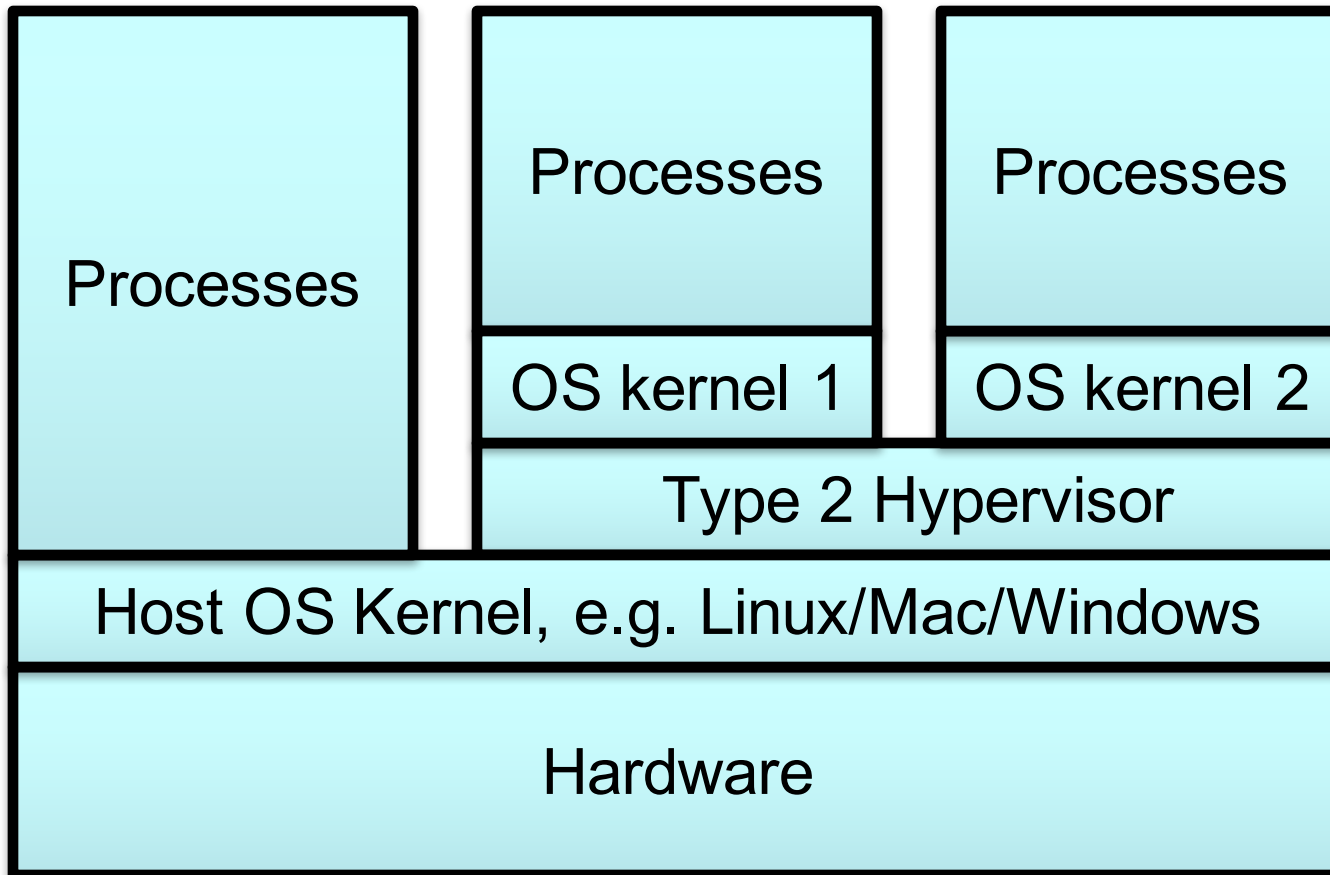 Processes
Processes
Processes
OS kernel 1
OS kernel 2
Type 2 Hypervisor
Host OS Kernel, e.g. Linux/Mac/Windows
Hardware